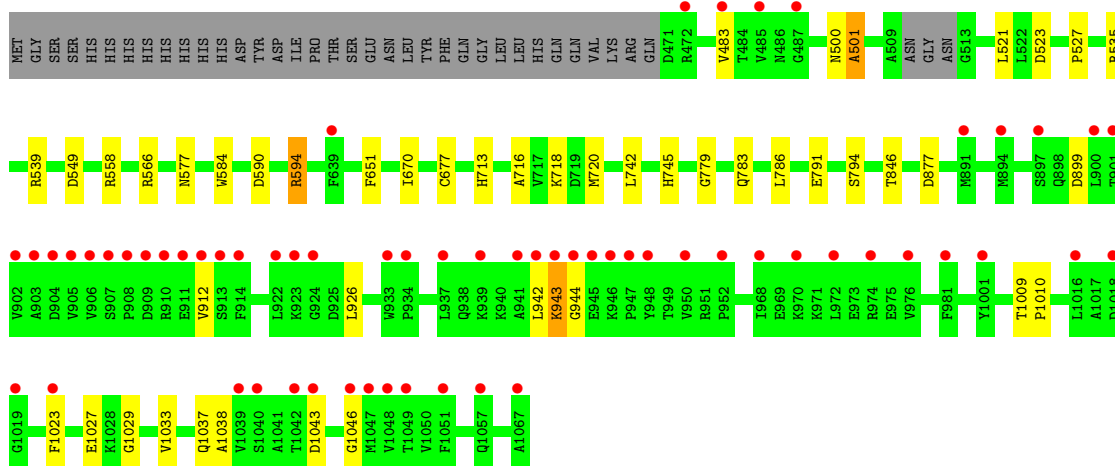 MET GLY SER SER HIS HIS HIS HIS HIS HIS ASP TYR ASP ILE PRO THR SER GLU ASN LEU TYR PHE GLN GLY LEU LEU HIS GLN GLN VAL LYS ARG GLN D471 R472 V483 T484 V485 N486 G487 N500 A501 A509 ASN GLY ASN G513 L521 L522 D523 P527
R539 D549 R558 R566 N577 W584 D590 R594 F639 F651 I670 C677 H713 A716 V717 K718 D719 M720 L742 H745 G779 Q783 L786 E791 S794 T846 D877 M891 M894 S897 Q898 D899 L900
V902 A903 D904 V905 V906 S907 P908 D909 R910 E911 V912 S913 F914 L922 K923 G924 D925 L926 W933 P934 L937 Q938 K939 K940 A941 L942 K943 G944 E945 K946 P947 Y948 T949 V950 R951 P952 I968 E969 K970 K971 L972 E973 R974 E975 V976 F981 Y1001 T1009 P1010 L1016 A1017
G1019 F1023 E1027 K1028 G1029 V1033 Q1037 A1038 V1039 S1040 A1041 T1042 D1043 G1046 M1047 V1048 T1049 V1050 F1051 Q1057 A1067